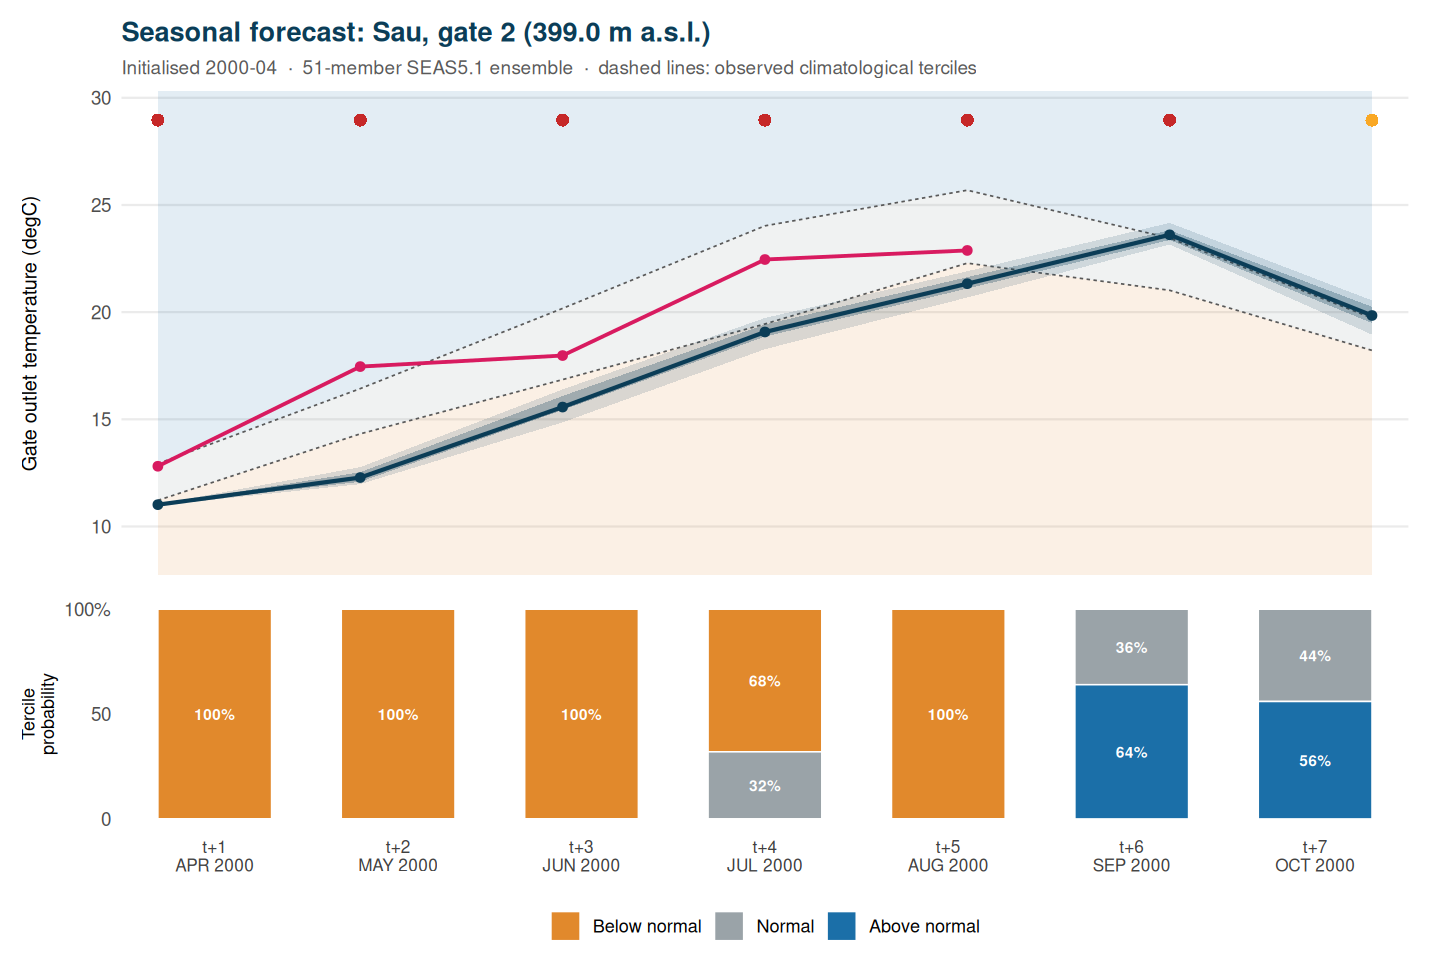 Seasonal forecast: Sau, gate 2 (399.0 m a.s.l.)
Initialised 2000-04 · 51-member SEAS5.1 ensemble · dashed lines: observed climatological terciles
Gate outlet temperature (degC)
30
25
20
15
10
Tercile
probability
100%
50
0
100%
100%
100%
68%
32%
100%
36%
64%
44%
56%
t+1
APR 2000
t+2
MAY 2000
t+3
JUN 2000
t+4
JUL 2000
t+5
AUG 2000
t+6
SEP 2000
t+7
OCT 2000
Below normal
Normal
Above normal